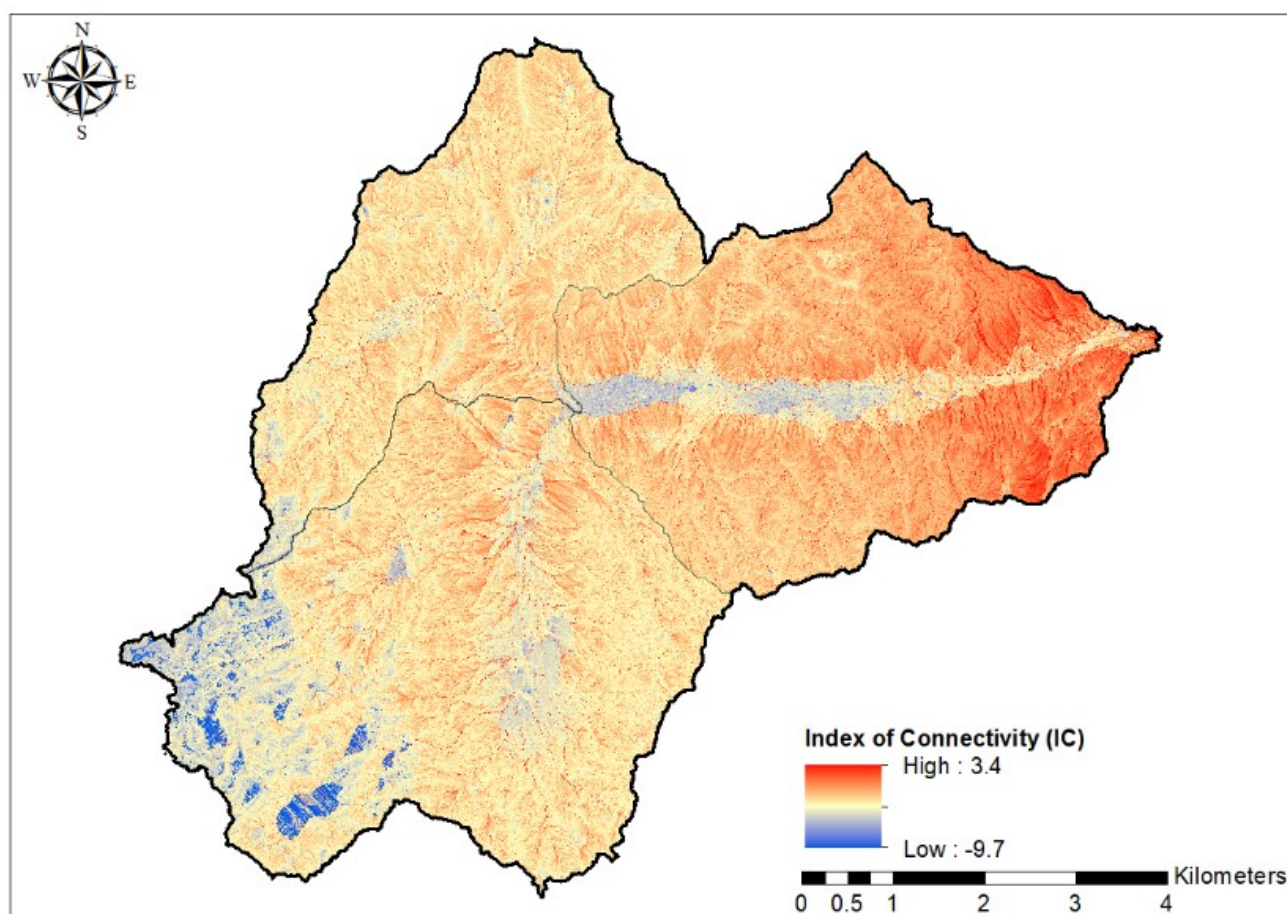 N
W E
S
Index of Connectivity (IC)
High : 3.4
Low : -9.7
Kilometers
0 0.5 1 2 3 4